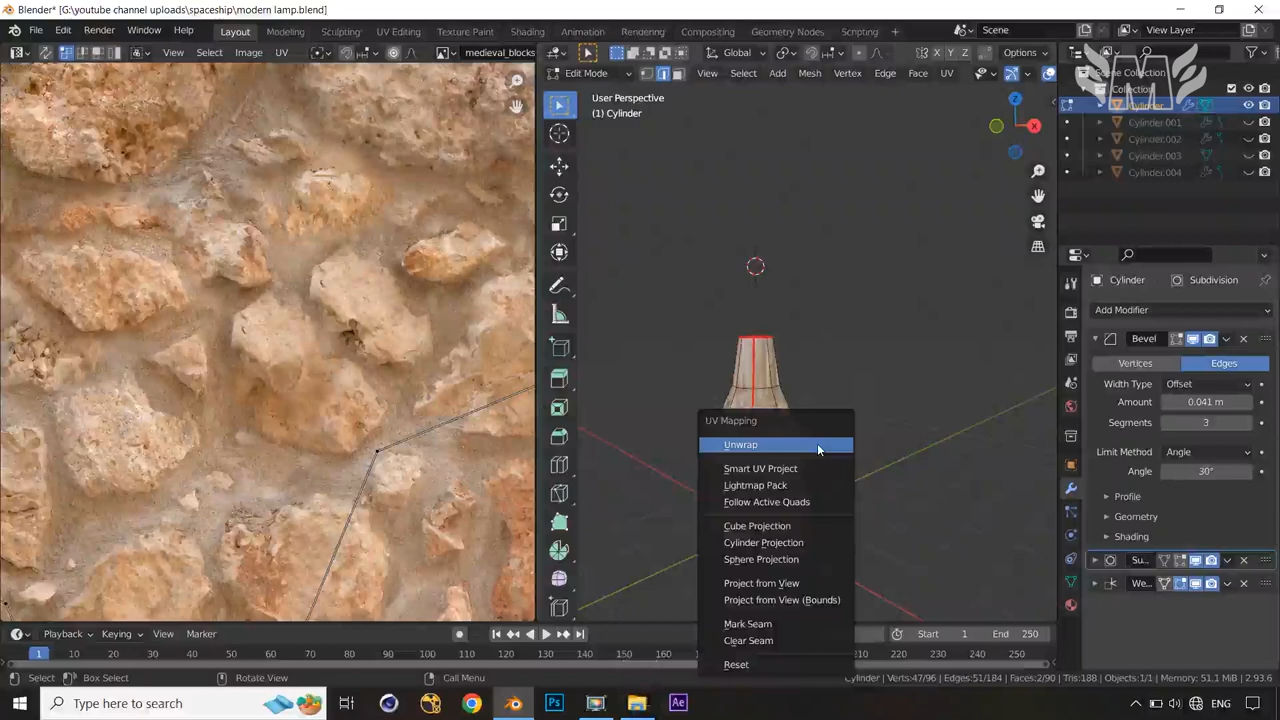 Blender* [G:\youtube channel uploads\spaceship\modern lamp.blend]
File Edit Render Window Help Layout Modeling Sculpting UV Editing Texture Paint Shading Animation Rendering Compositing Geometry Nodes Scripting Scene View Layer
View Select Image UV medieval_blocks Global Options
Edit Mode View Select Add Mesh Vertex Edge Face UV
Scene Collection
Collection
Cylinder
Cylinder.001
Cylinder.002
Cylinder.003
Cylinder.004
User Perspective
(1) Cylinder
Z
X
Cylinder Subdivision
Add Modifier
Bevel
Vertices Edges
Width Type Offset
Amount 0.041 m
Segments 3
Limit Method Angle
Angle 30°
Profile
Geometry
Shading
Su...
We...
UV Mapping
Unwrap
Smart UV Project
Lightmap Pack
Follow Active Quads
Cube Projection
Cylinder Projection
Sphere Projection
Project from View
Project from View (Bounds)
Mark Seam
Clear Seam
Reset
Playback Keying View Marker Start 1 End 250
1 10 20 30 40 50 60 70 80 90 100 110 120 130 140 150 160 200 210 220 230 240 250
Select Box Select Rotate View Call Menu Cylinder | Verts:47/96 | Edges:51/184 | Faces:2/90 | Tris:188 | Objects:1/1 | Memory: 51.1 MiB | 2.93.6
Type here to search Ps Ae ENG